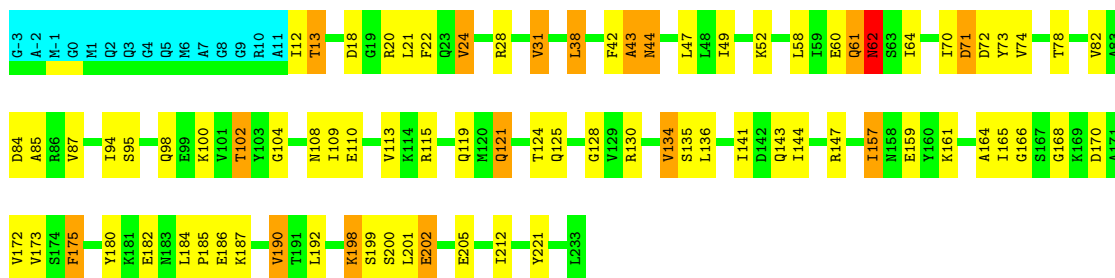 G-3 A-2 M-1 G0 M1 Q2 Q3 G4 Q5 M6 A7 G8 G9 R10 A11 I12 T13 D18 G19 R20 L21 F22 Q23 V24 R28 V31 L38 F42 A43 N44 L47 L48 I49 K52 L58 I59 E60 Q61 N62 S63 I64 I70 D71 D72 Y73 V74 T78 V82 A83
D84 A85 R86 V87 I94 S95 Q98 E99 K100 V101 T102 Y103 G104 N108 I109 E110 V113 K114 R115 Q119 M120 Q121 T124 Q125 G128 V129 R130 V134 S135 L136 I141 D142 Q143 I144 R147 I157 N158 E159 Y160 K161 A164 I165 G166 S167 G168 K169 D170 A171
V172 V173 S174 F175 Y180 K181 E182 N183 L184 P185 E186 K187 V190 T191 L192 K198 S199 S200 L201 E202 E205 I212 Y221 L233